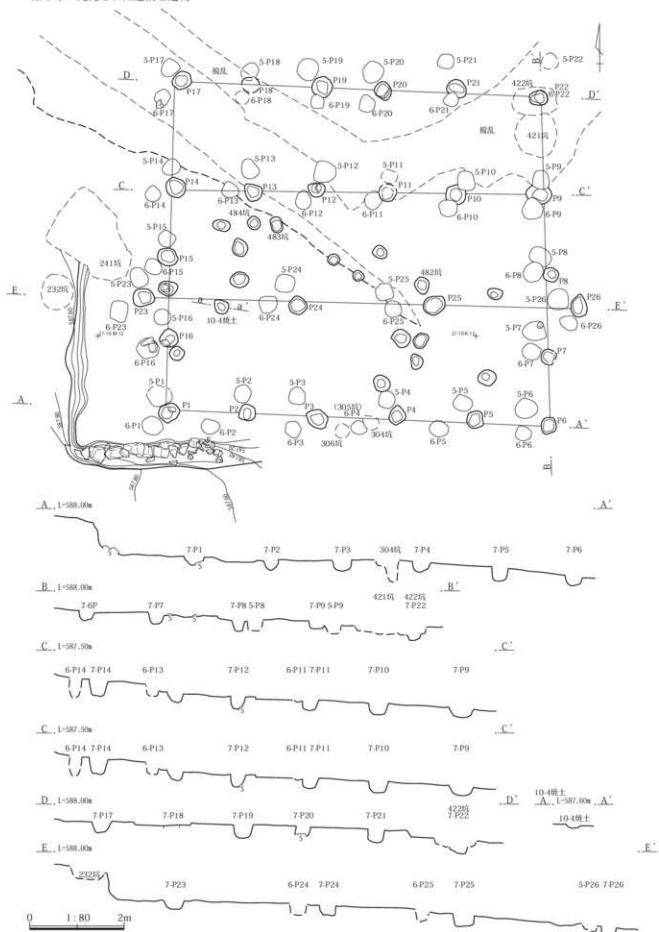 5-P17
5-P18
5-P19
5-P20
5-P21
B
5-P22
D
撹乱
422坑
P22
6-P22
P17
P18
P19
P20
P21
D'
6-P17
6-P18
6-P19
6-P20
6-P21
撹乱
421坑
5-P14
5-P13
5-P12
5-P11
5-P10
5-P9
C
P14
P13
P12
P11
P10
P9
C'
6-P14
6-P13
6-P12
6-P11
6-P10
6-P9
484坑
483坑
5-P15
P15
241坑
6-P15
5-P8
6-P8
P8
5-P23
5-P24
5-P25
482坑
E
232坑
P23
a
a'
P24
P25
5-P26
P26
E'
6-P23
10-4焼土
6-P24
6-P25
6-P26
5-P16
P16
6-P16
5-P7
6-P7
P7
5-P1
5-P2
5-P3
(305坑)
5-P4
5-P5
5-P6
A
P1
P2
P3
6-P4
P4
P5
P6
A'
6-P1
6-P2
6-P3
306坑
304坑
6-P5
6-P6
B'
A L=588.00m A'
7-P1 7-P2 7-P3 304坑 7-P4 7-P5 7-P6
S
B L=588.00m 421坑 422坑 B'
7-6P 7-P7 7-P8 5-P8 7-P9 5-P9 7-P22
S S
C L=587.50m C'
6-P14 7-P14 6-P13 7-P12 6-P11 7-P11 7-P10 7-P9
S
C L=587.50m C'
6-P14 7-P14 6-P13 7-P12 6-P11 7-P11 7-P10 7-P9
S
D L=588.00m 422坑 D'
7-P17 7-P18 7-P19 7-P20 7-P21 7-P22
S
10-4焼土
A L=587.60m A'
10-4焼土
E L=588.00m E'
232坑 7-P23 6-P24 7-P24 6-P25 7-P25 5-P26 7-P26
0 1:80 2m